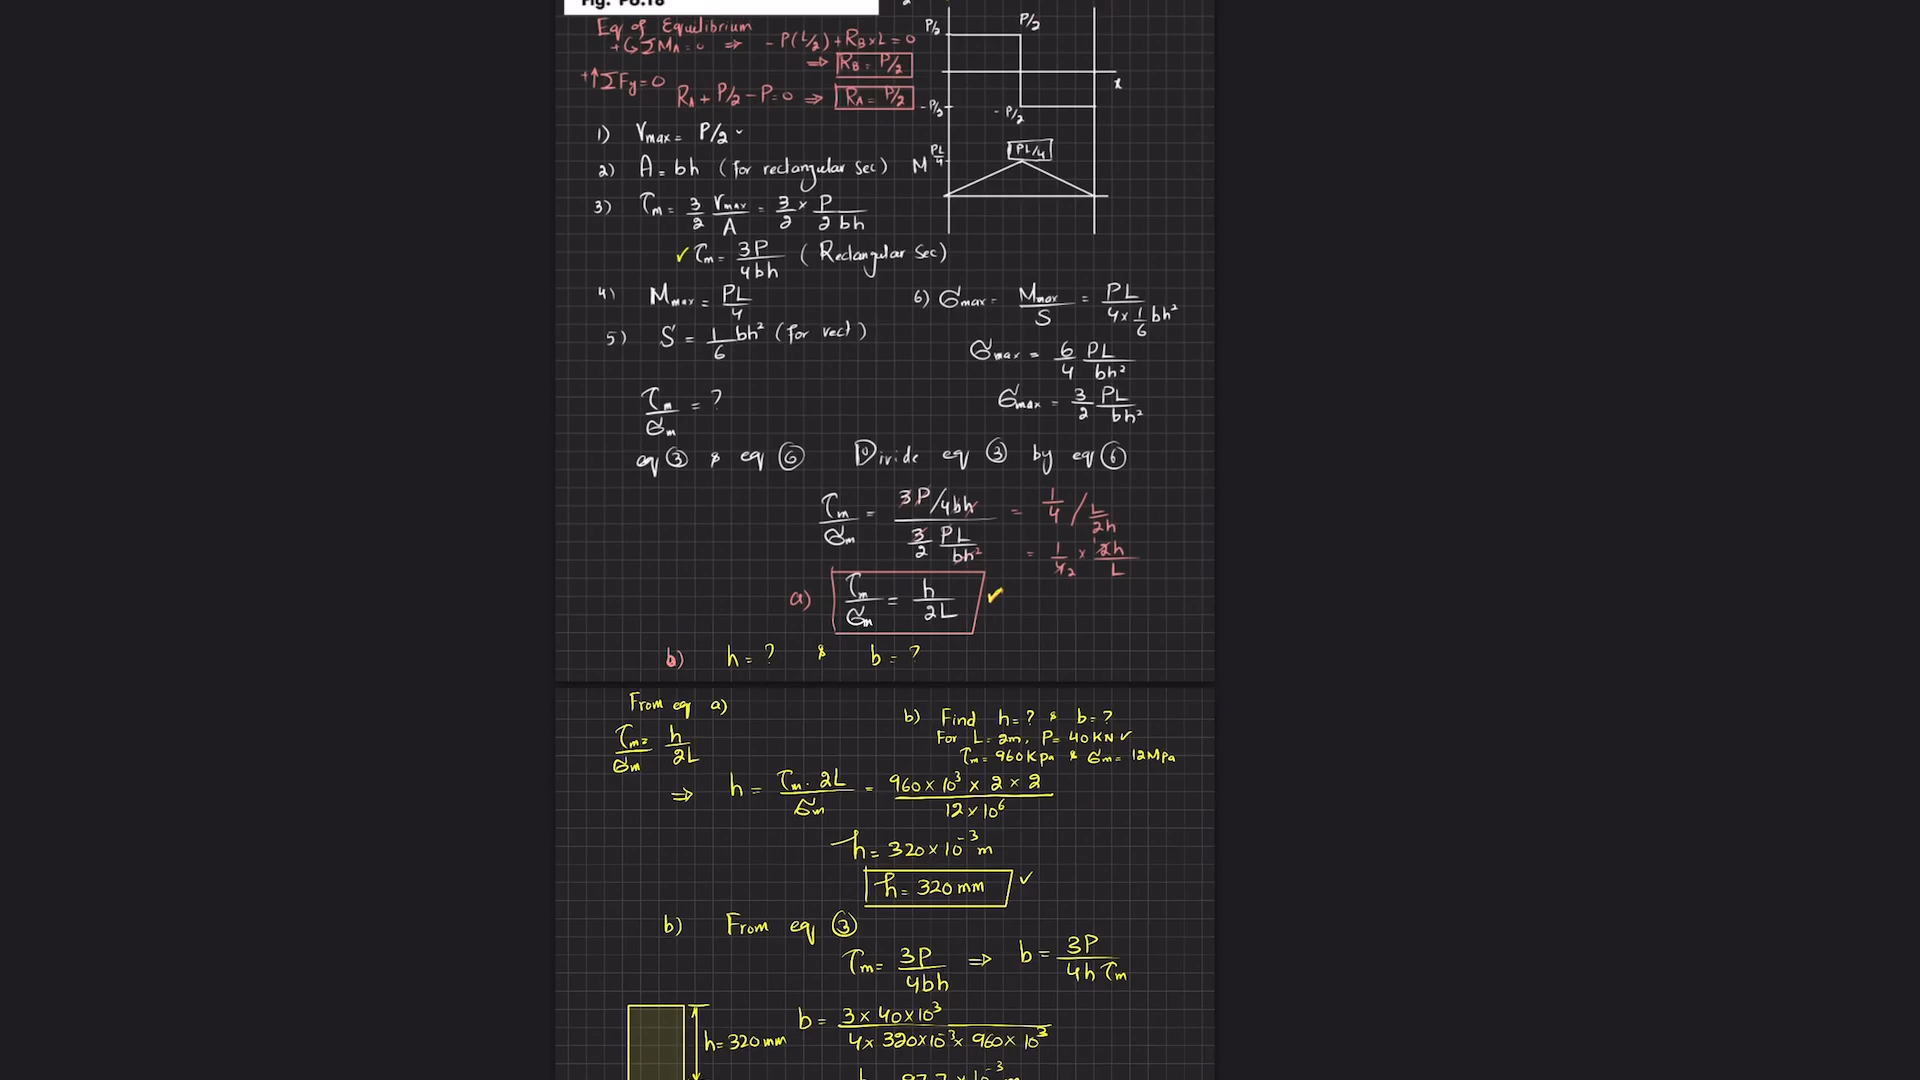 Fig. P6.18
Eq of Equilibrium
+ ΣMA = 0 ⇒ - P(L/2) + RB × L = 0
⇒ RB = P/2
+↑ ΣFy = 0
RA + P/2 - P = 0 ⇒ RA = P/2
P/2
P/2
x
- P/2
- P/2
1) Vmax = P/2
2) A = bh (for rectangular sec)
M PL/4
PL/4
3) τm = 3/2 Vmax/A = 3/2 × P/2bh
✓ τm = 3P/4bh (Rectangular Sec)
4) Mmax = PL/4
5) S = 1/6 bh² (for rect)
6) σmax = Mmax/S = PL/4×1/6 bh²
σmax = 6/4 PL/bh²
σmax = 3/2 PL/bh²
τm/σm = ?
eq ③ & eq ⑥ Divide eq ③ by eq ⑥
τm/σm = 3P/4bh / 3/2 PL/bh² = 1/4 / L/2h
= 1/4 2 × 1 2h/L
a) τm/σm = h/2L ✓
b) h = ? & b = ?
From eq a)
τm/σm = h/2L
b) Find h = ? & b = ?
For L = 2m, P = 40KN ✓
τm = 960Kpa & σm = 12MPa
⇒ h = τm · 2L/σm = 960 × 10³ × 2 × 2/12 × 10⁶
h = 320 × 10⁻³ m
h = 320 mm ✓
b) From eq ③
τm = 3P/4bh ⇒ b = 3P/4h τm
b = 3 × 40 × 10³/4 × 320×10⁻³ × 960 × 10³
h = 320 mm